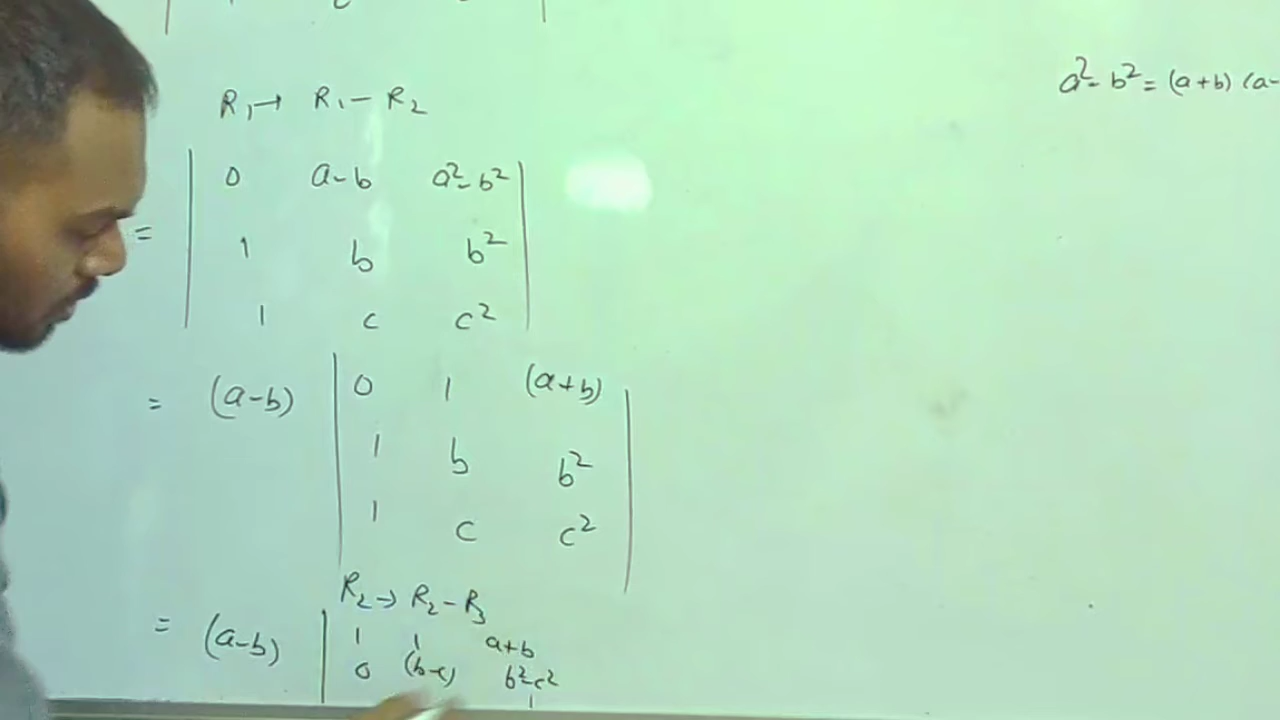 a² - b² = (a+b) (a-
R₁ → R₁ - R₂
0 a-b a²-b²
= 1 b b²
1 c c²
= (a-b) 0 1 (a+b)
1 b b²
1 c c²
R₂ → R₂ - R₃
= (a-b) 1 1 a+b
0 (b-c) b²-c²